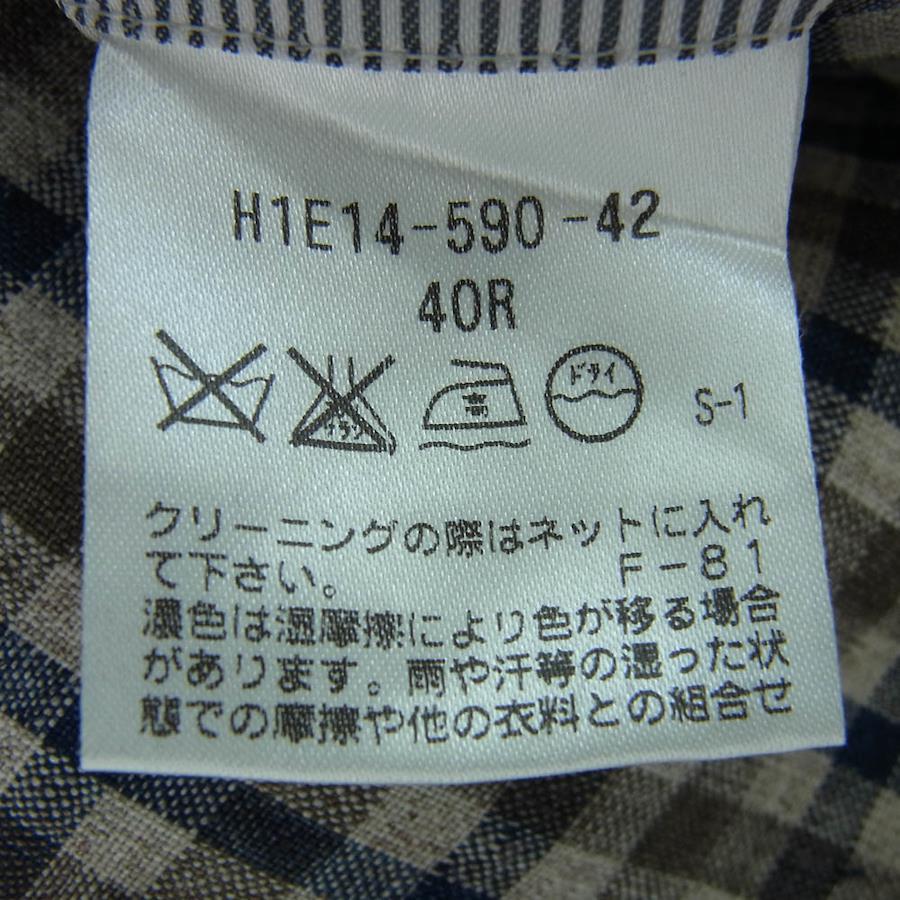 H1E14-590-42
40R
高 ドライ S-1
クリーニングの際はネットに入れ
て下さい。 F-81
濃色は湿摩擦により色が移る場合
があります。雨や汗等の湿った状
態での摩擦や他の衣料との組合せ